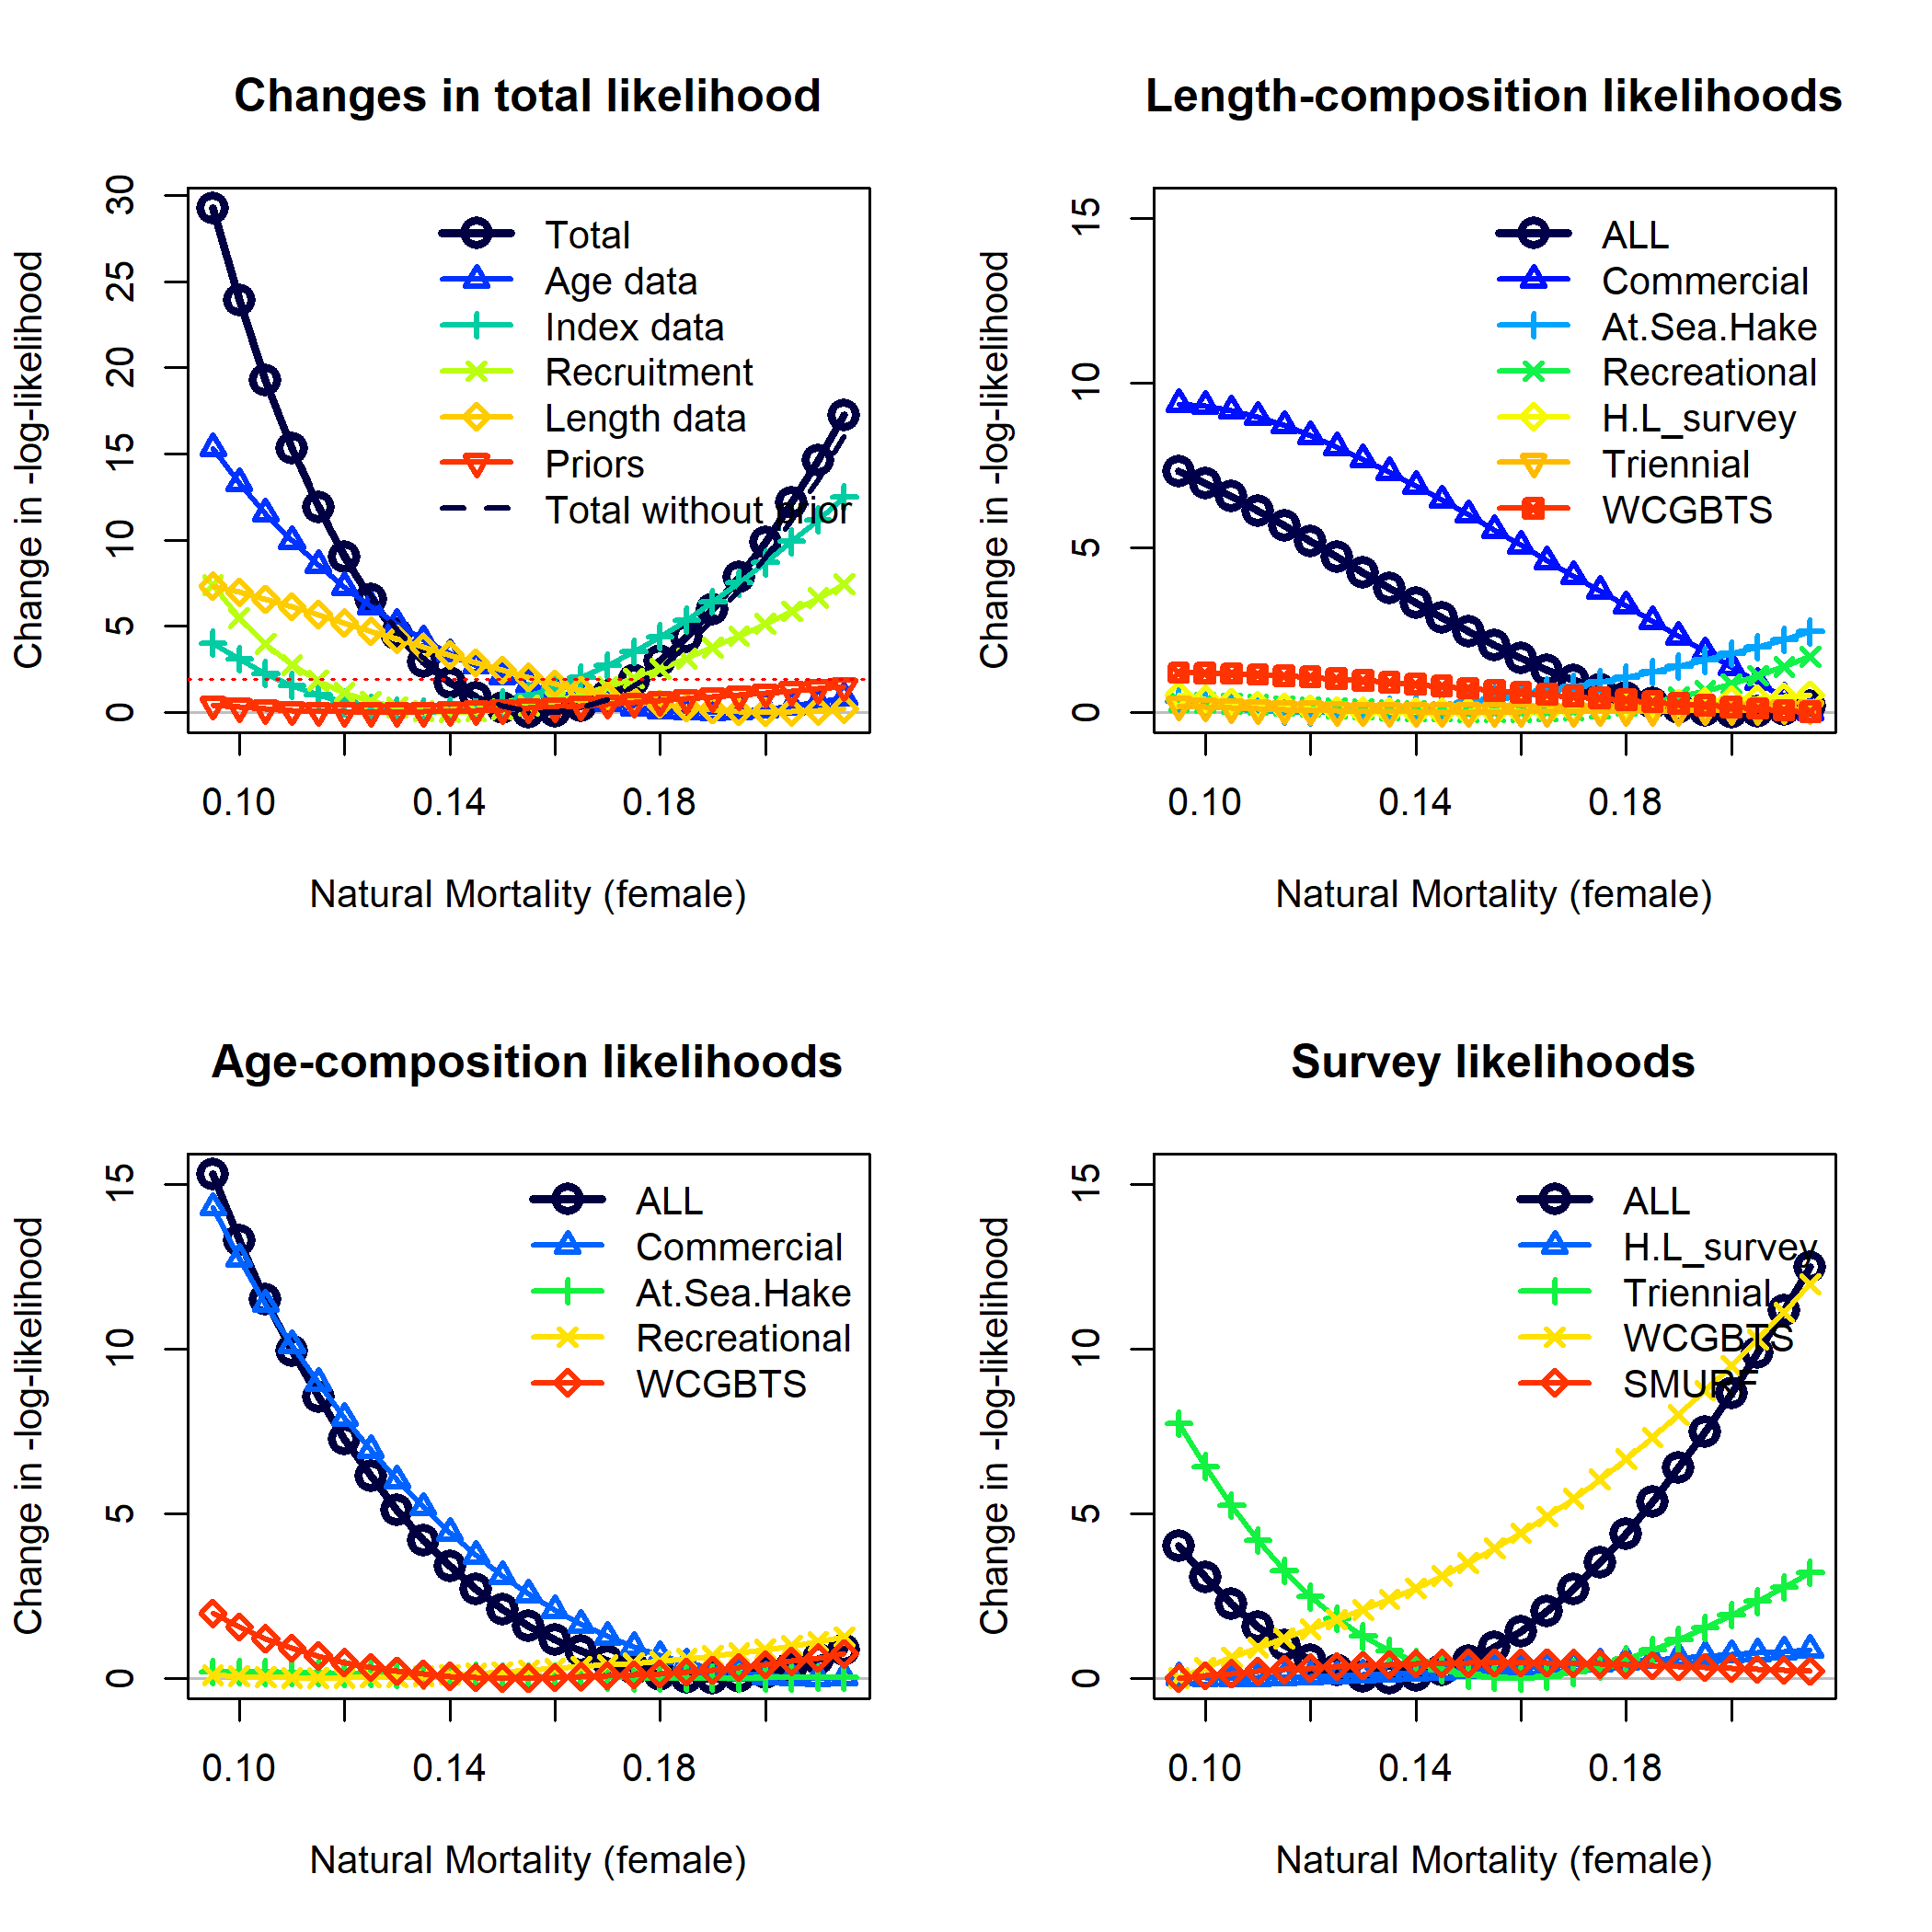 Changes in total likelihood
Change in -log-likelihood
30
25
20
15
10
5
0
Total
Age data
Index data
Recruitment
Length data
Priors
Total without prior
0.10
0.14
0.18
Natural Mortality (female)
Length-composition likelihoods
Change in -log-likelihood
15
10
5
0
ALL
Commercial
At.Sea.Hake
Recreational
H.L_survey
Triennial
WCGBTS
0.10
0.14
0.18
Natural Mortality (female)
Age-composition likelihoods
Change in -log-likelihood
15
10
5
0
ALL
Commercial
At.Sea.Hake
Recreational
WCGBTS
0.10
0.14
0.18
Natural Mortality (female)
Survey likelihoods
Change in -log-likelihood
15
10
5
0
ALL
H.L_survey
Triennial
WCGBTS
SMURF
0.10
0.14
0.18
Natural Mortality (female)